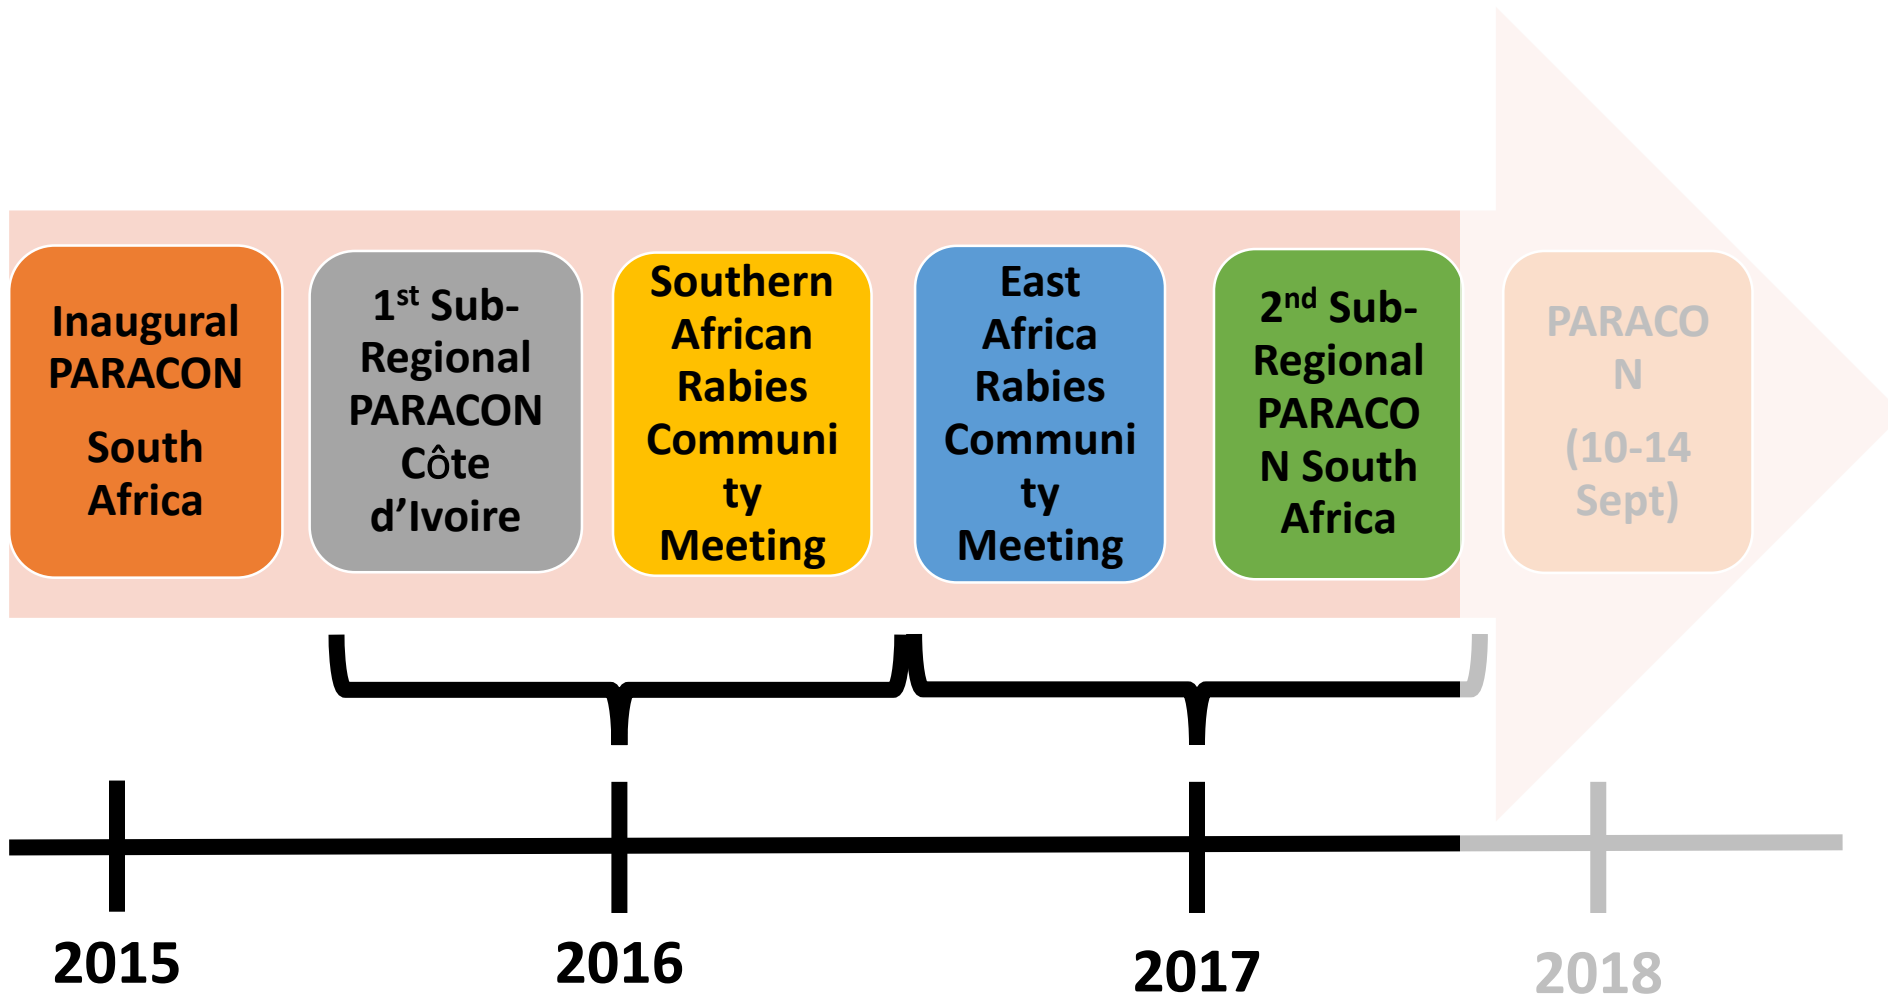 Inaugural
PARACON
South
Africa
1st Sub-
Regional
PARACON
Côte
d’Ivoire
Southern
African
Rabies
Communi
ty
Meeting
East
Africa
Rabies
Communi
ty
Meeting
2nd Sub-
Regional
PARACO
N South
Africa
PARACO
N
(10-14
Sept)
2015
2016
2017
2018